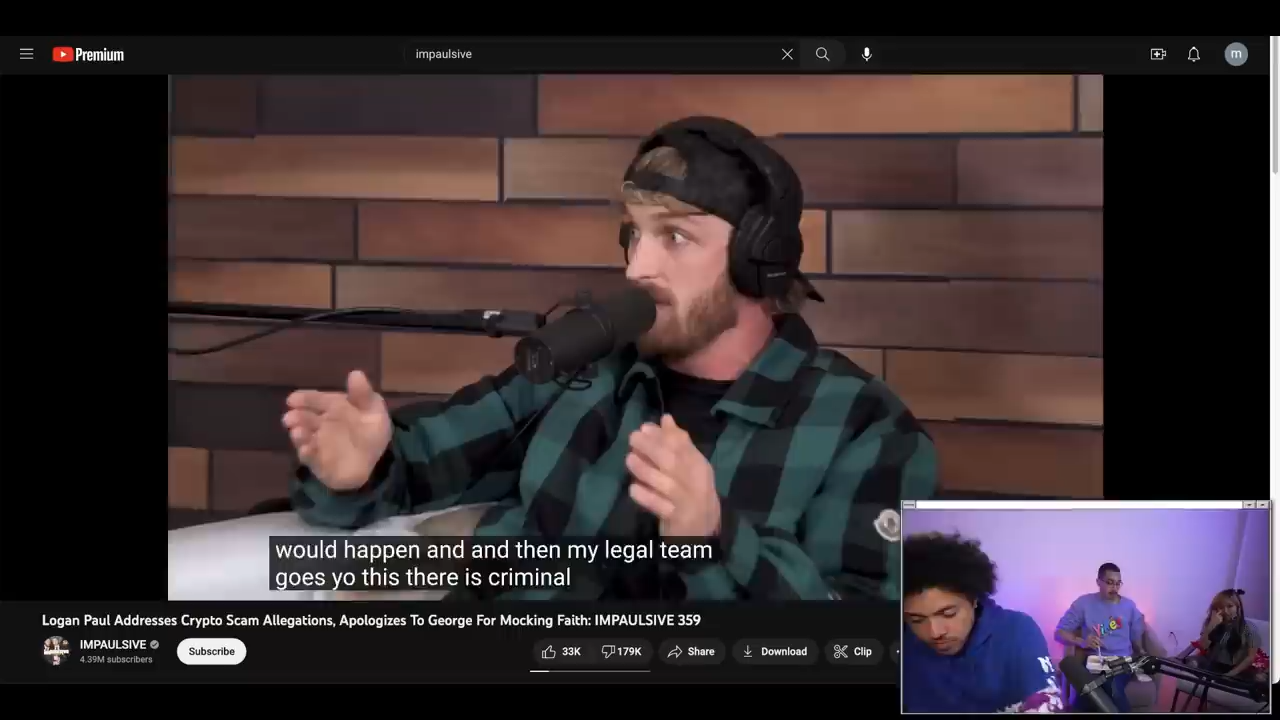 Premium
impaulsive
m
would happen and and then my legal team
goes yo this there is criminal
Logan Paul Addresses Crypto Scam Allegations, Apologizes To George For Mocking Faith: IMPAULSIVE 359
IMPAULSIVE
4.39M subscribers
Subscribe
33K
179K
Share
Download
Clip